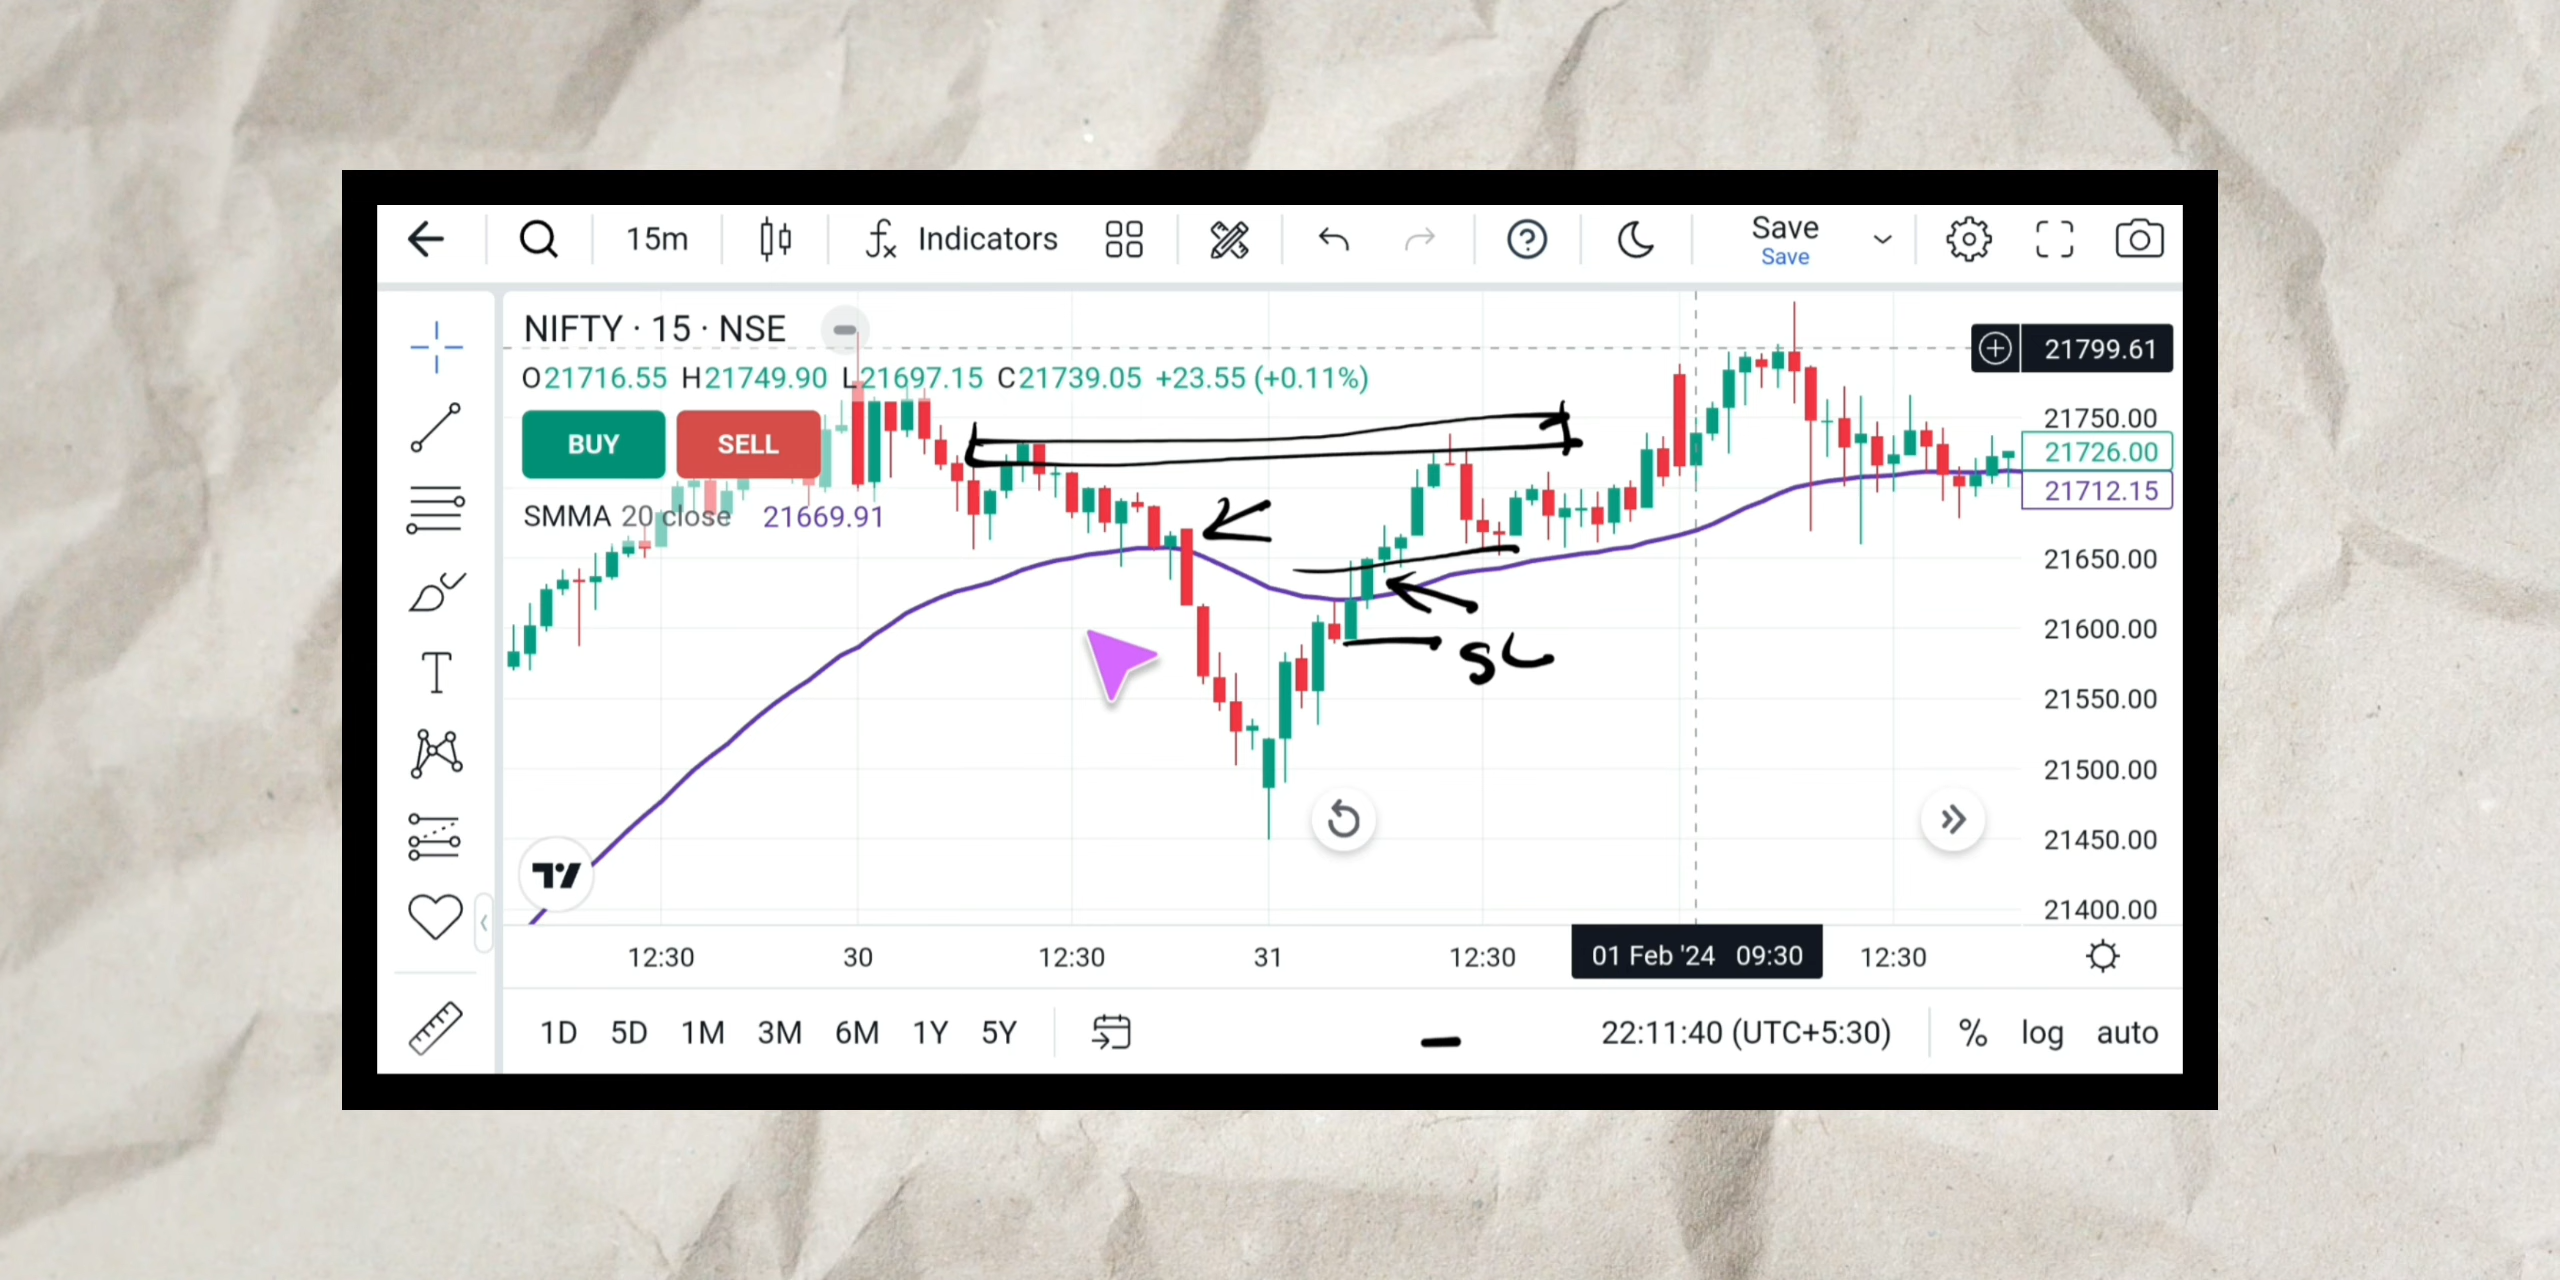 15m Indicators Save
Save
NIFTY · 15 · NSE
21799.61
O21716.55 H21749.90 L21697.15 C21739.05 +23.55 (+0.11%)
21750.00
BUY SELL
21726.00
21712.15
SMMA 20 close 21669.91
21650.00
21600.00
SL
21550.00
21500.00
21450.00
21400.00
12:30 30 12:30 31 12:30 01 Feb '24 09:30 12:30
1D 5D 1M 3M 6M 1Y 5Y 22:11:40 (UTC+5:30) % log auto